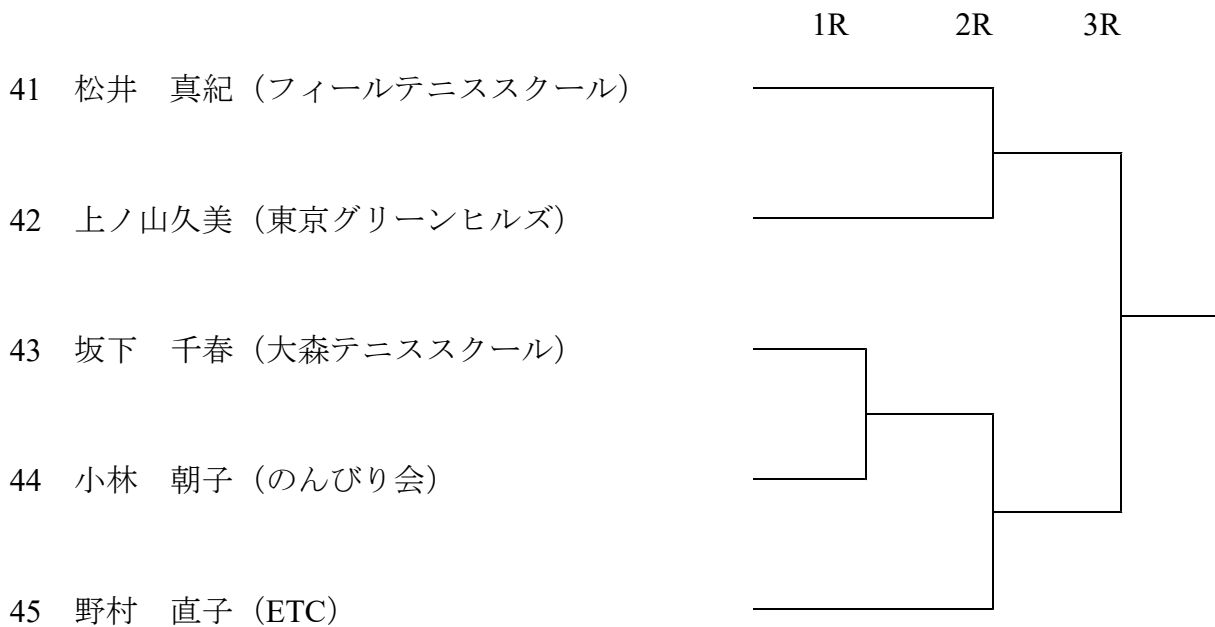 1R 2R 3R
41 松井　真紀（フィールテニススクール）
42 上ノ山久美（東京グリーンヒルズ）
43 坂下　千春（大森テニススクール）
44 小林　朝子（のんびり会）
45 野村　直子（ETC）